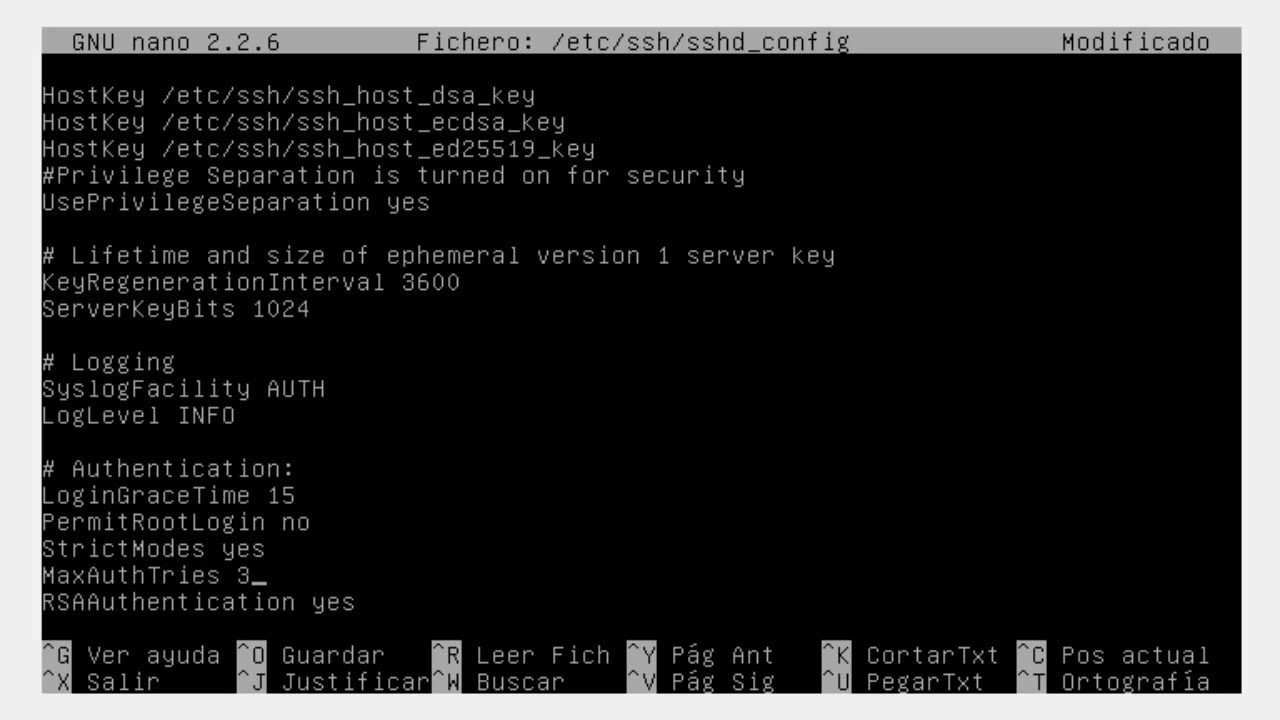 GNU nano 2.2.6 Fichero: /etc/ssh/sshd_config Modificado
HostKey /etc/ssh/ssh_host_dsa_key
HostKey /etc/ssh/ssh_host_ecdsa_key
HostKey /etc/ssh/ssh_host_ed25519_key
#Privilege Separation is turned on for security
UsePrivilegeSeparation yes
# Lifetime and size of ephemeral version 1 server key
KeyRegenerationInterval 3600
ServerKeyBits 1024
# Logging
SyslogFacility AUTH
LogLevel INFO
# Authentication:
LoginGraceTime 15
PermitRootLogin no
StrictModes yes
MaxAuthTries 3_
RSAAuthentication yes
^G Ver ayuda ^O Guardar ^R Leer Fich ^Y Pág Ant ^K CortarTxt ^C Pos actual
^X Salir ^J Justificar ^W Buscar ^V Pág Sig ^U PegarTxt ^T Ortografía